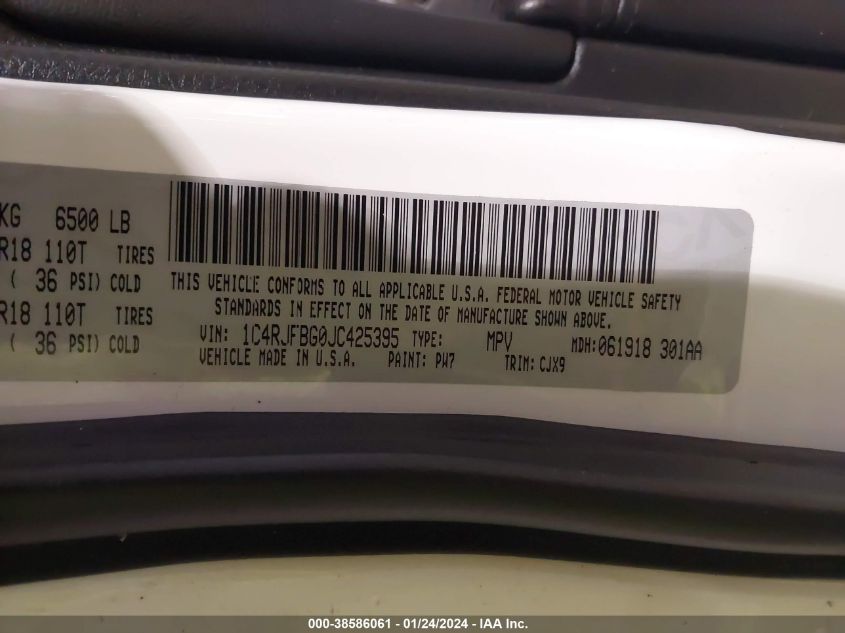 KG 6500 LB
R18 110T TIRES
( 36 PSI) COLD
R18 110T
( 36 PSI) COLD
THIS VEHICLE CONFORMS TO ALL APPLICABLE U.S.A. FEDERAL MOTOR VEHICLE SAFETY
STANDARDS IN EFFECT ON THE DATE OF MANUFACTURE SHOWN ABOVE.
VIN: 1C4RJFBG0JC425395 TYPE: MPV MDH: 061918 301AA
VEHICLE MADE IN U.S.A. PAINT: PW7 TRIM: CJX9
000-38586061 - 01/24/2024 - IAA Inc.